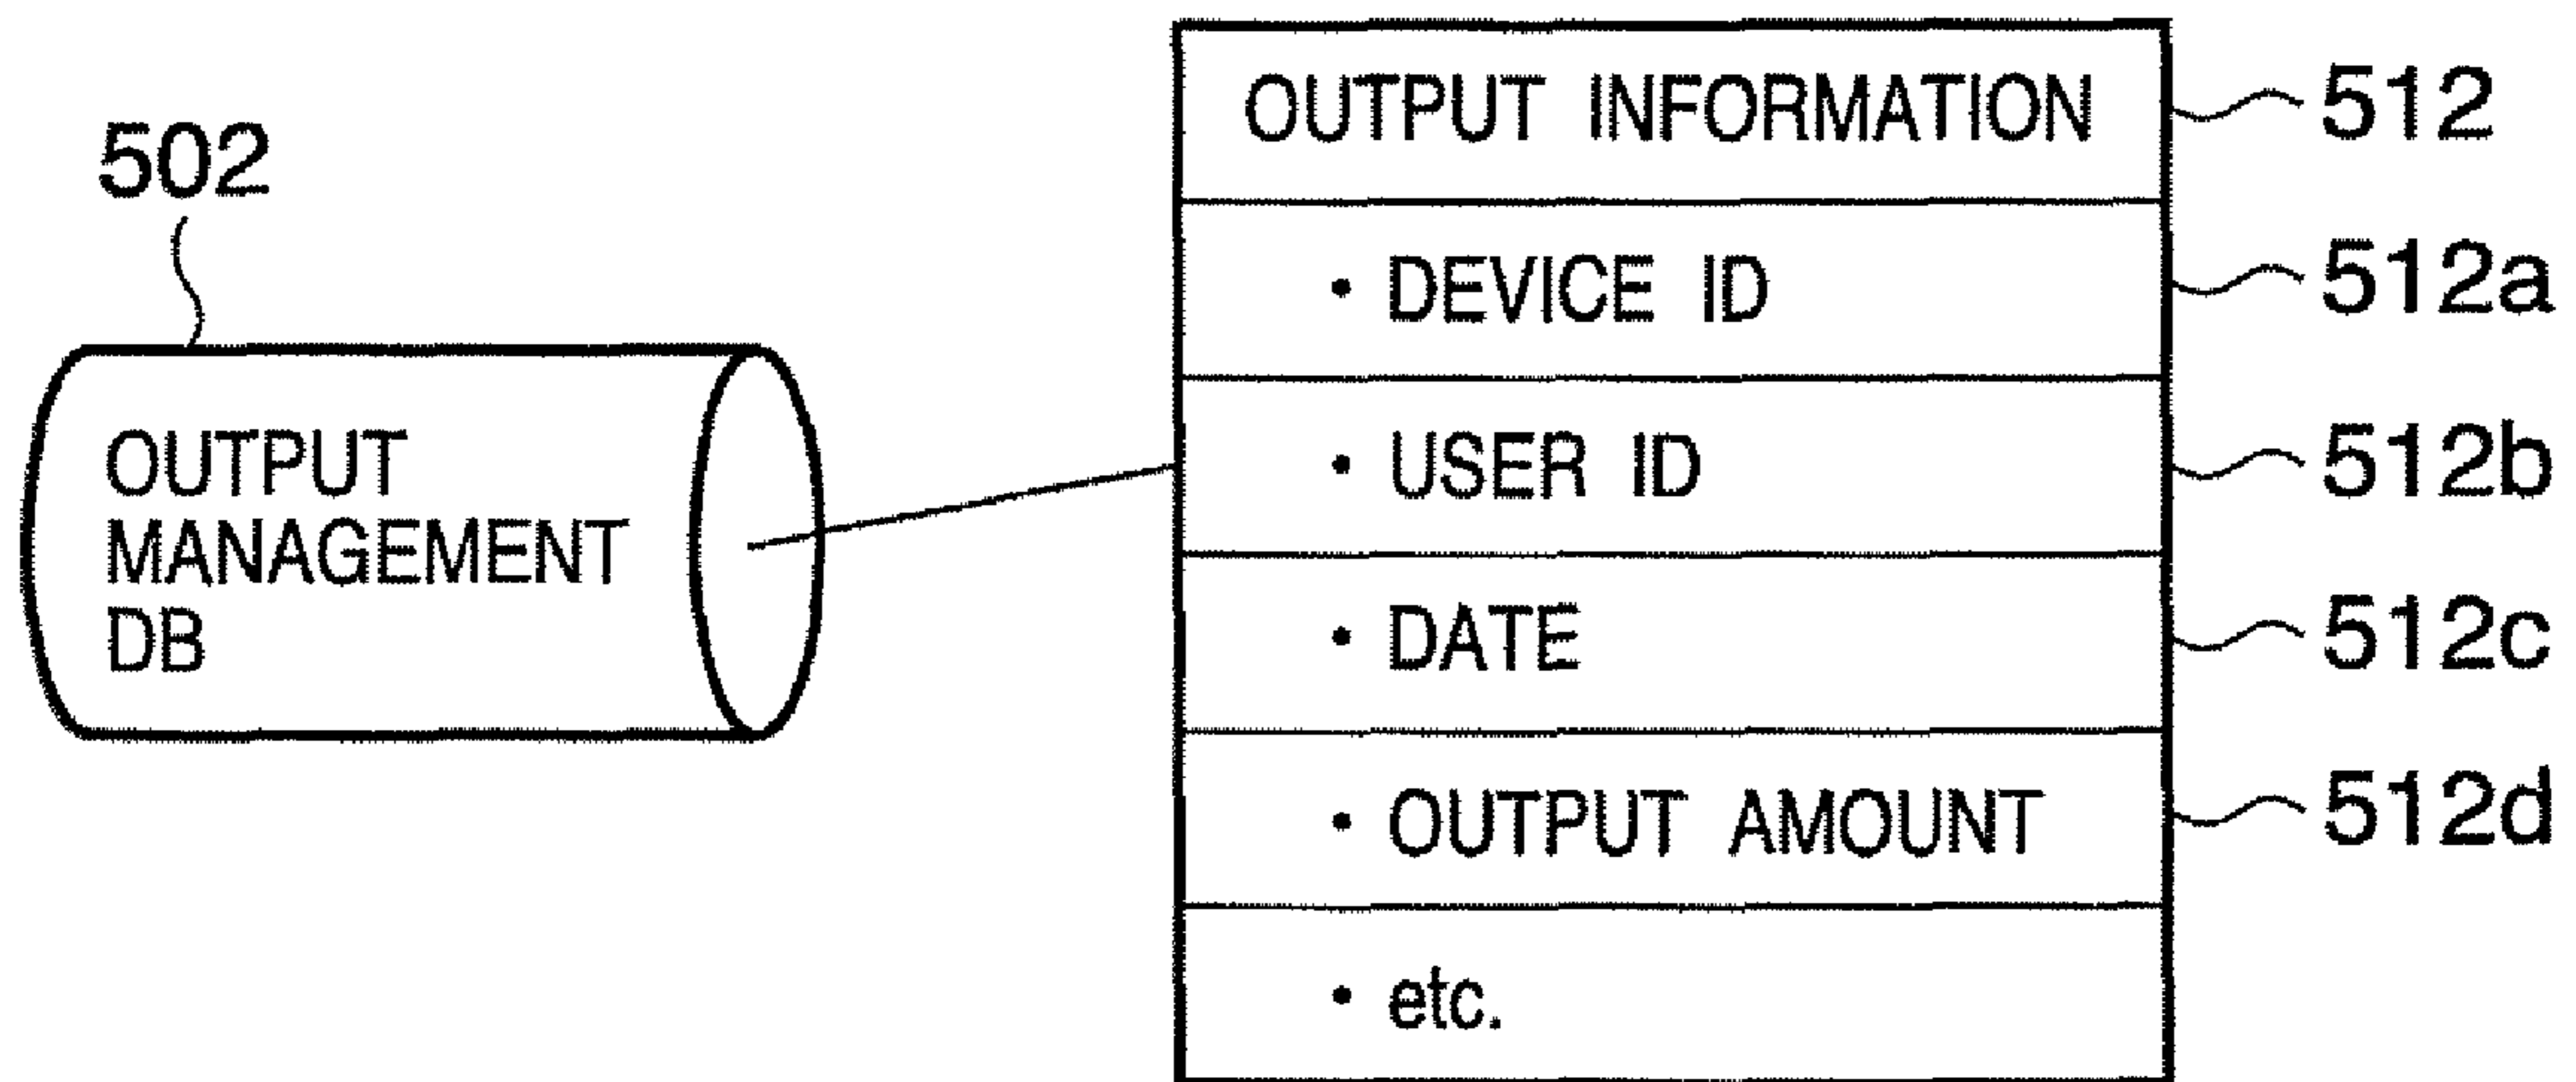 502
OUTPUT
MANAGEMENT
DB
OUTPUT INFORMATION 512
• DEVICE ID 512a
• USER ID 512b
• DATE 512c
• OUTPUT AMOUNT 512d
• etc.